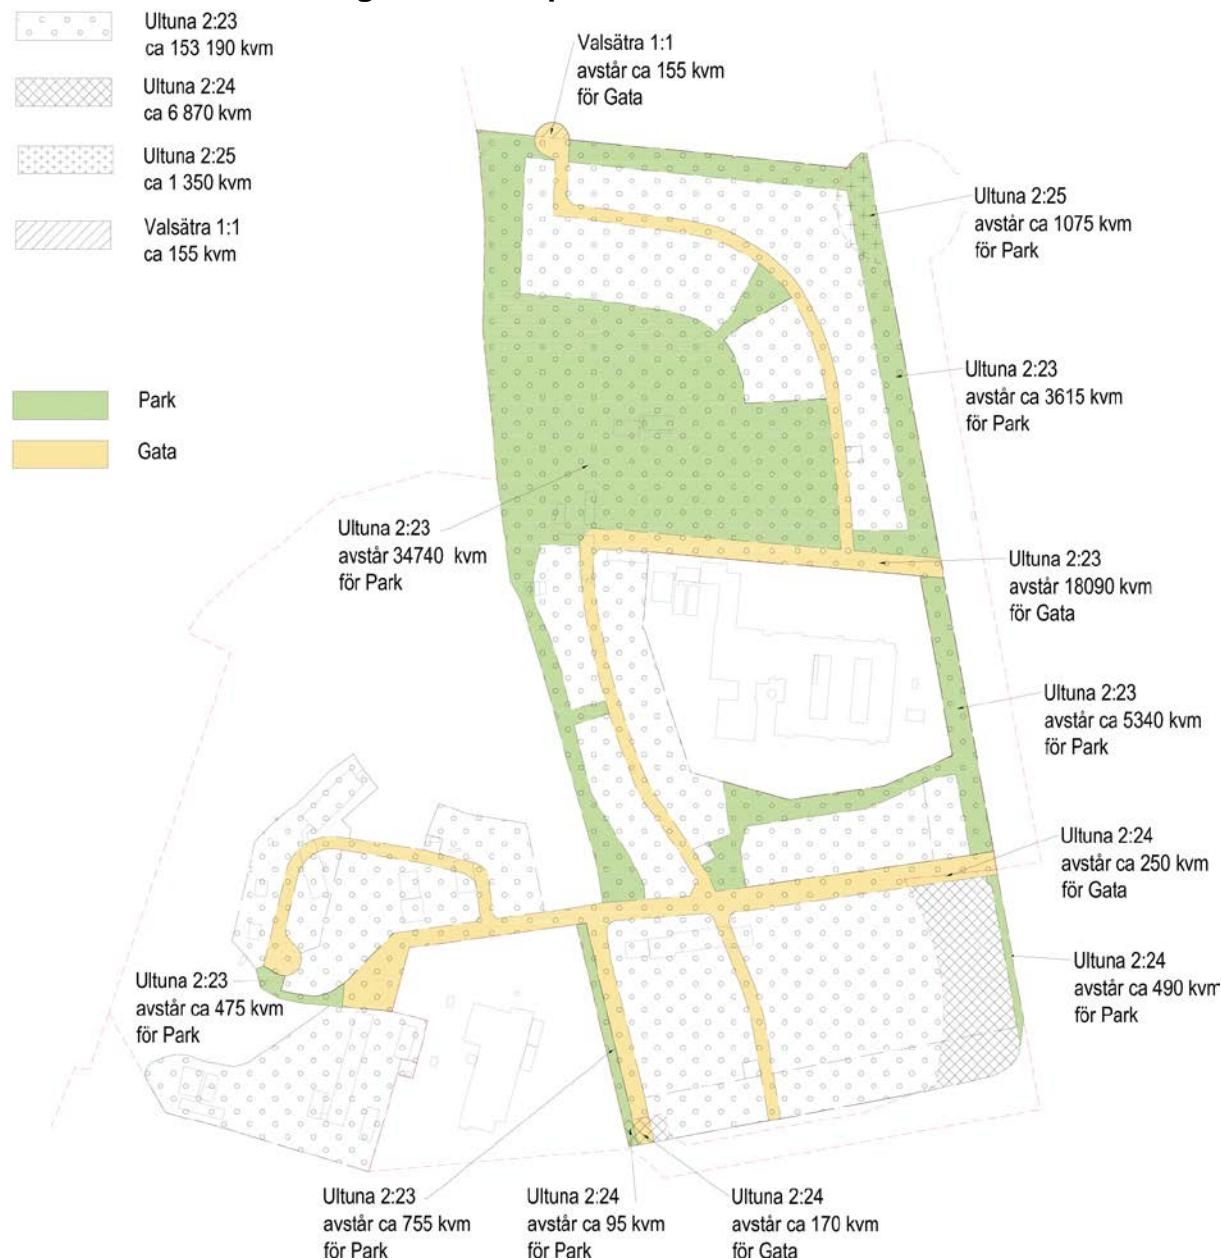 Ultuna 2:23
ca 153 190 kvm
Ultuna 2:24
ca 6 870 kvm
Ultuna 2:25
ca 1 350 kvm
Valsätra 1:1
ca 155 kvm
Park
Gata
Valsätra 1:1
avstår ca 155 kvm
för Gata
Ultuna 2:25
avstår ca 1075 kvm
för Park
Ultuna 2:23
avstår ca 3615 kvm
för Park
Ultuna 2:23
avstår 34740 kvm
för Park
Ultuna 2:23
avstår 18090 kvm
för Gata
Ultuna 2:23
avstår ca 5340 kvm
för Park
Ultuna 2:24
avstår ca 250 kvm
för Gata
Ultuna 2:24
avstår ca 490 kvm
för Park
Ultuna 2:23
avstår ca 475 kvm
för Park
Ultuna 2:23
avstår ca 755 kvm
för Park
Ultuna 2:24
avstår ca 95 kvm
för Park
Ultuna 2:24
avstår ca 170 kvm
för Gata